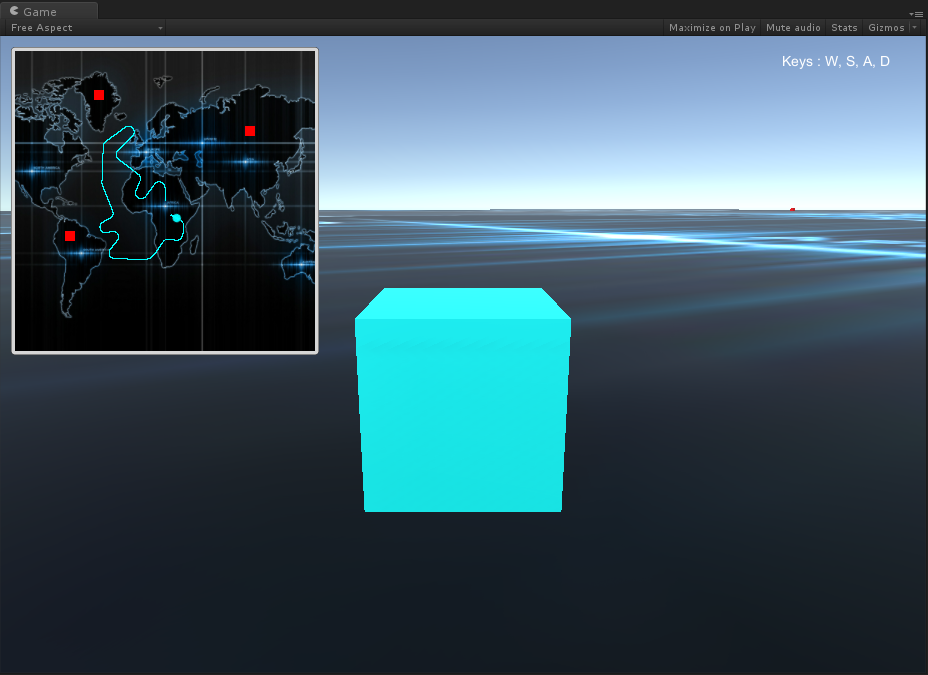 Game
Free Aspect
Maximize on Play Mute audio Stats Gizmos
Keys : W, S, A, D